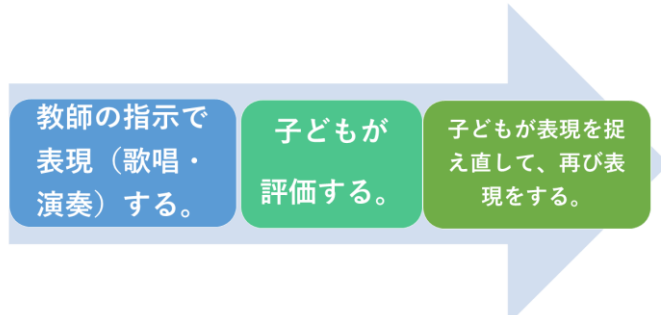 教師の指示で
表現（歌唱・
演奏）する。
子どもが
評価する。
子どもが表現を捉
え直して、再び表
現をする。